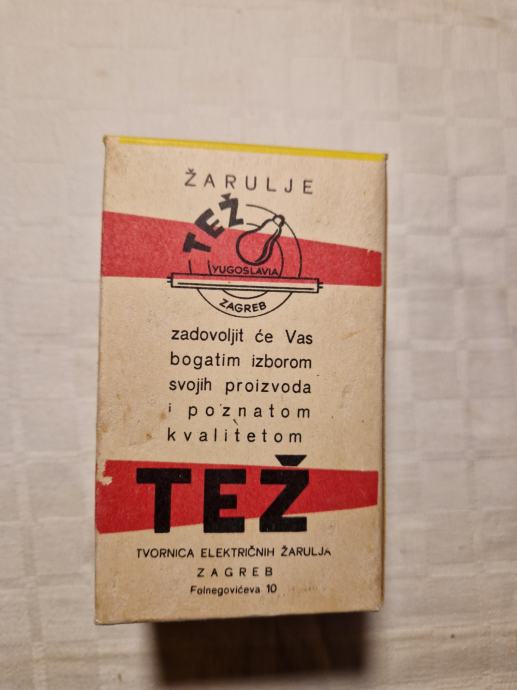 ŽARULJE
TEŽ
YUGOSLAVIA
ZAGREB
zadovoljit će Vas
bogatim izborom
svojih proizvoda
i poznatom
kvalitetom
TEŽ
TVORNICA ELEKTRIČNIH ŽARULJA
ZAGREB
Folnegovićeva 10